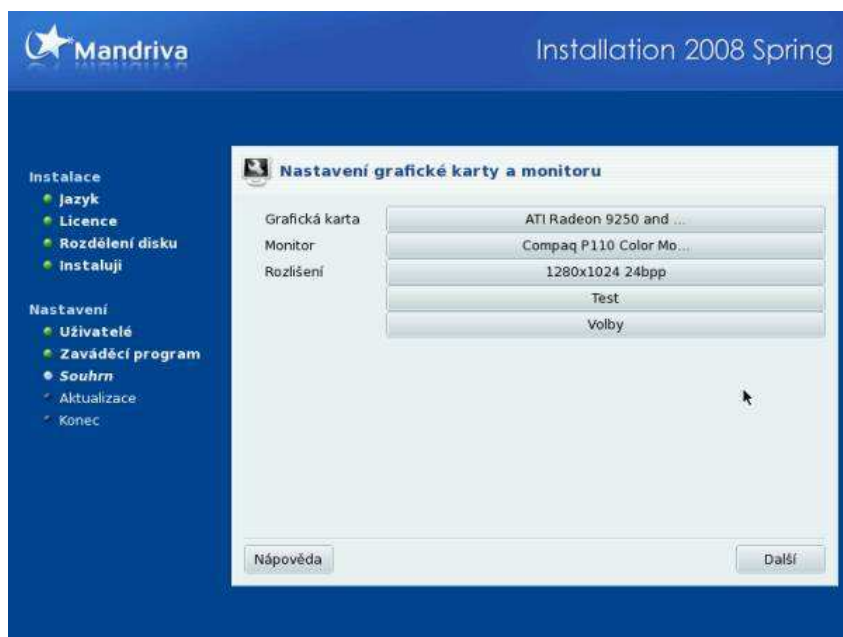 Mandriva
Installation 2008 Spring
Instalace
Jazyk
Licence
Rozdělení disku
Instaluji
Nastavení
Uživatelé
Zaváděcí program
Souhrn
Aktualizace
Konec
Nastavení grafické karty a monitoru
Grafická karta ATI Radeon 9250 and ...
Monitor Compaq P110 Color Mo...
Rozlišení 1280x1024 24bpp
Test
Volby
Nápověda Další